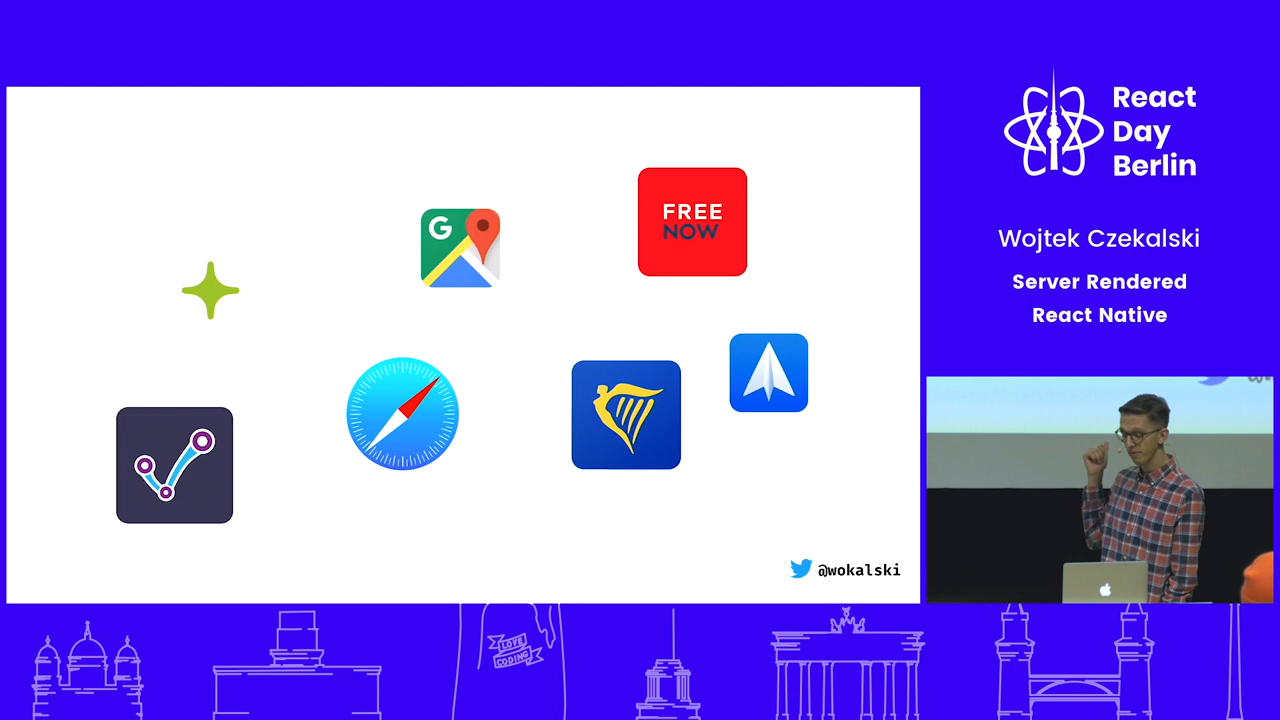 React
Day
Berlin
Wojtek Czekalski
Server Rendered
React Native
G
FREE
NOW
@wokalski
LOVE
CODING